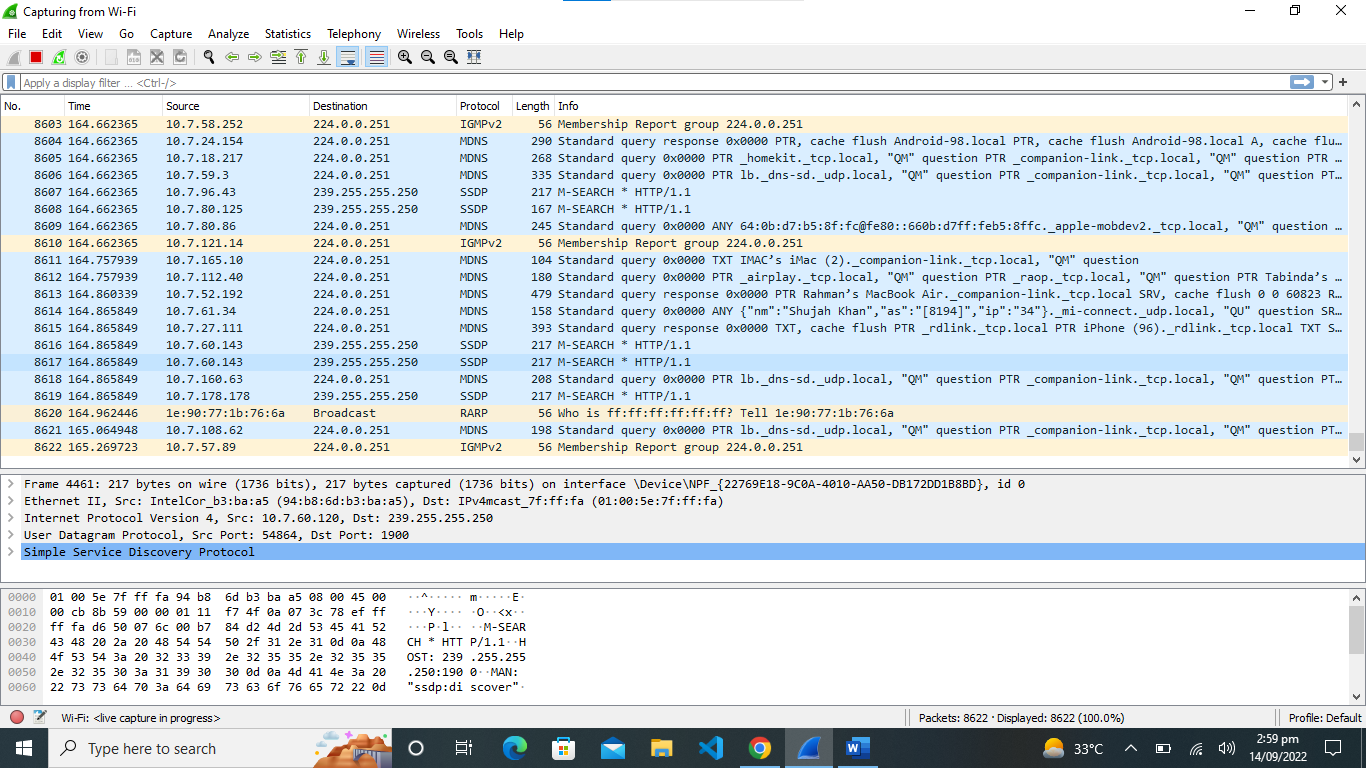 Capturing from Wi-Fi
File Edit View Go Capture Analyze Statistics Telephony Wireless Tools Help
Apply a display filter ... <Ctrl-/>
No. Time Source Destination Protocol Length Info
8603 164.662365 10.7.58.252 224.0.0.251 IGMPv2 56 Membership Report group 224.0.0.251
8604 164.662365 10.7.24.154 224.0.0.251 MDNS 290 Standard query response 0x0000 PTR, cache flush Android-98.local PTR, cache flush Android-98.local A, cache flu…
8605 164.662365 10.7.18.217 224.0.0.251 MDNS 268 Standard query 0x0000 PTR _homekit._tcp.local, "QM" question PTR _companion-link._tcp.local, "QM" question PTR …
8606 164.662365 10.7.59.3 224.0.0.251 MDNS 335 Standard query 0x0000 PTR lb._dns-sd._udp.local, "QM" question PTR _companion-link._tcp.local, "QM" question PT…
8607 164.662365 10.7.96.43 239.255.255.250 SSDP 217 M-SEARCH * HTTP/1.1
8608 164.662365 10.7.80.125 239.255.255.250 SSDP 167 M-SEARCH * HTTP/1.1
8609 164.662365 10.7.80.86 224.0.0.251 MDNS 245 Standard query 0x0000 ANY 64:0b:d7:b5:8f:fc@fe80::660b:d7ff:feb5:8ffc._apple-mobdev2._tcp.local, "QM" question …
8610 164.662365 10.7.121.14 224.0.0.251 IGMPv2 56 Membership Report group 224.0.0.251
8611 164.757939 10.7.165.10 224.0.0.251 MDNS 104 Standard query 0x0000 TXT IMAC’s iMac (2)._companion-link._tcp.local, "QM" question
8612 164.757939 10.7.112.40 224.0.0.251 MDNS 180 Standard query 0x0000 PTR _airplay._tcp.local, "QM" question PTR _raop._tcp.local, "QM" question PTR Tabinda’s …
8613 164.860339 10.7.52.192 224.0.0.251 MDNS 479 Standard query response 0x0000 PTR Rahman’s MacBook Air._companion-link._tcp.local SRV, cache flush 0 0 60823 R…
8614 164.865849 10.7.61.34 224.0.0.251 MDNS 158 Standard query 0x0000 ANY {"nm":"Shujah Khan","as":"[8194]","ip":"34"}._mi-connect._udp.local, "QU" question SR…
8615 164.865849 10.7.27.111 224.0.0.251 MDNS 393 Standard query response 0x0000 TXT, cache flush PTR _rdlink._tcp.local PTR iPhone (96)._rdlink._tcp.local TXT S…
8616 164.865849 10.7.60.143 239.255.255.250 SSDP 217 M-SEARCH * HTTP/1.1
8617 164.865849 10.7.60.143 239.255.255.250 SSDP 217 M-SEARCH * HTTP/1.1
8618 164.865849 10.7.160.63 224.0.0.251 MDNS 208 Standard query 0x0000 PTR lb._dns-sd._udp.local, "QM" question PTR _companion-link._tcp.local, "QM" question PT…
8619 164.865849 10.7.178.178 239.255.255.250 SSDP 217 M-SEARCH * HTTP/1.1
8620 164.962446 1e:90:77:1b:76:6a Broadcast RARP 56 Who is ff:ff:ff:ff:ff:ff? Tell 1e:90:77:1b:76:6a
8621 165.064948 10.7.108.62 224.0.0.251 MDNS 198 Standard query 0x0000 PTR lb._dns-sd._udp.local, "QM" question PTR _companion-link._tcp.local, "QM" question PT…
8622 165.269723 10.7.57.89 224.0.0.251 IGMPv2 56 Membership Report group 224.0.0.251
Frame 4461: 217 bytes on wire (1736 bits), 217 bytes captured (1736 bits) on interface \Device\NPF_{22769E18-9C0A-4010-AA50-DB172DD1B8BD}, id 0
Ethernet II, Src: IntelCor_b3:ba:a5 (94:b8:6d:b3:ba:a5), Dst: IPv4mcast_7f:ff:fa (01:00:5e:7f:ff:fa)
Internet Protocol Version 4, Src: 10.7.60.120, Dst: 239.255.255.250
User Datagram Protocol, Src Port: 54864, Dst Port: 1900
Simple Service Discovery Protocol
0000 01 00 5e 7f ff fa 94 b8 6d b3 ba a5 08 00 45 00 ··^····· m·····E·
0010 00 cb 8b 59 00 00 01 11 f7 4f 0a 07 3c 78 ef ff ···Y···· ·O··<x··
0020 ff fa d6 50 07 6c 00 b7 84 d2 4d 2d 53 45 41 52 ···P·l·· ··M-SEAR
0030 43 48 20 2a 20 48 54 54 50 2f 31 2e 31 0d 0a 48 CH * HTT P/1.1··H
0040 4f 53 54 3a 20 32 33 39 2e 32 35 35 2e 32 35 35 OST: 239 .255.255
0050 2e 32 35 30 3a 31 39 30 30 0d 0a 4d 41 4e 3a 20 .250:190 0··MAN:
0060 22 73 73 64 70 3a 64 69 73 63 6f 76 65 72 22 0d "ssdp:di scover"·
Wi-Fi: <live capture in progress> Packets: 8622 · Displayed: 8622 (100.0%) Profile: Default
Type here to search 33°C 2:59 pm
14/09/2022